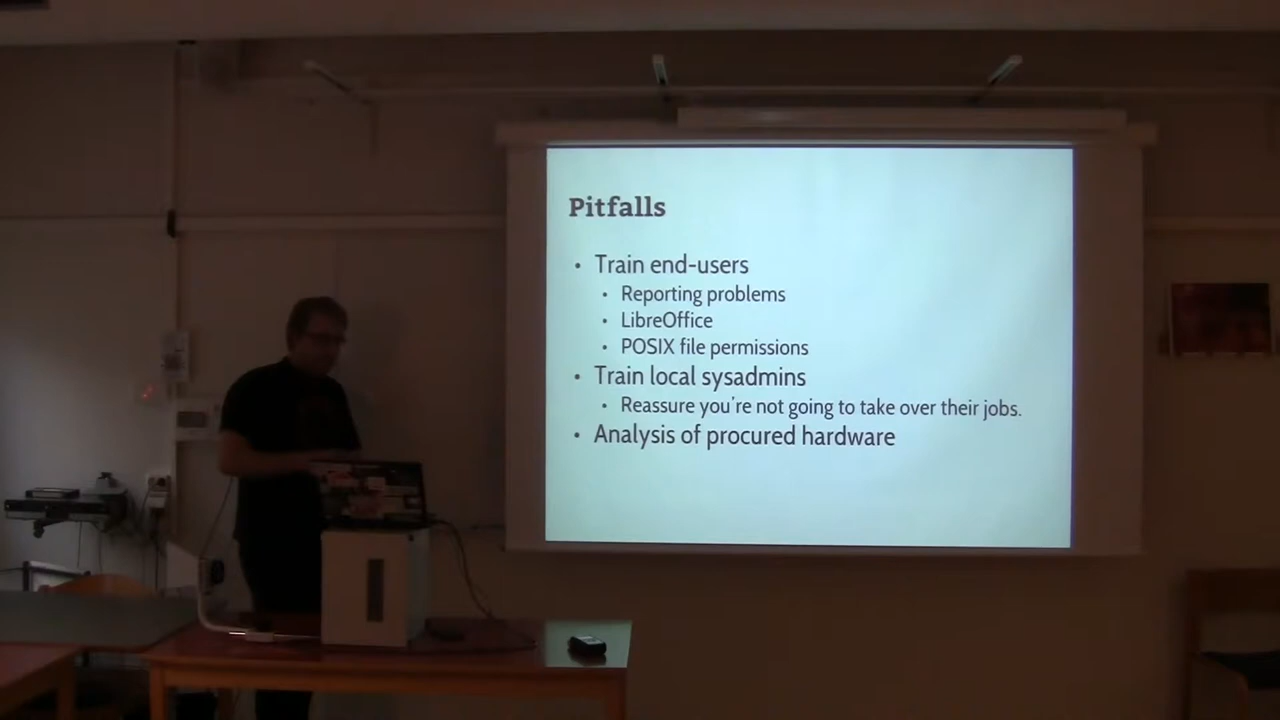 Pitfalls
• Train end-users
• Reporting problems
• LibreOffice
• POSIX file permissions
• Train local sysadmins
• Reassure you're not going to take over their jobs.
• Analysis of procured hardware